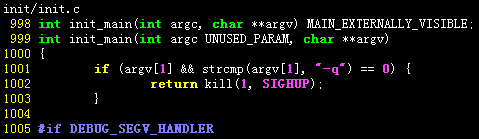 init/init.c
998 int init_main(int argc, char **argv) MAIN_EXTERNALLY_VISIBLE;
999 int init_main(int argc UNUSED_PARAM, char **argv)
1000 {
1001         if (argv[1] && strcmp(argv[1], "-q") == 0) {
1002                 return kill(1, SIGHUP);
1003         }
1004
1005 #if DEBUG_SEGV_HANDLER